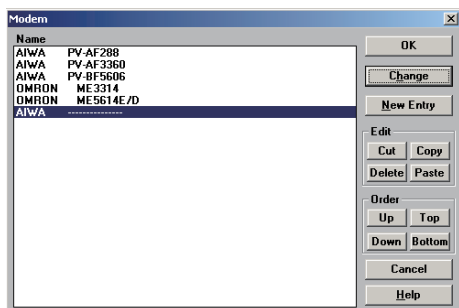 Modem
Name
AIWA PV-AF288
AIWA PV-AF3360
AIWA PV-BF5606
OMRON ME3314
OMRON ME5614E/D
AIWA --------------
OK
Change
New Entry
Edit
Cut Copy
Delete Paste
Order
Up Top
Down Bottom
Cancel
Help